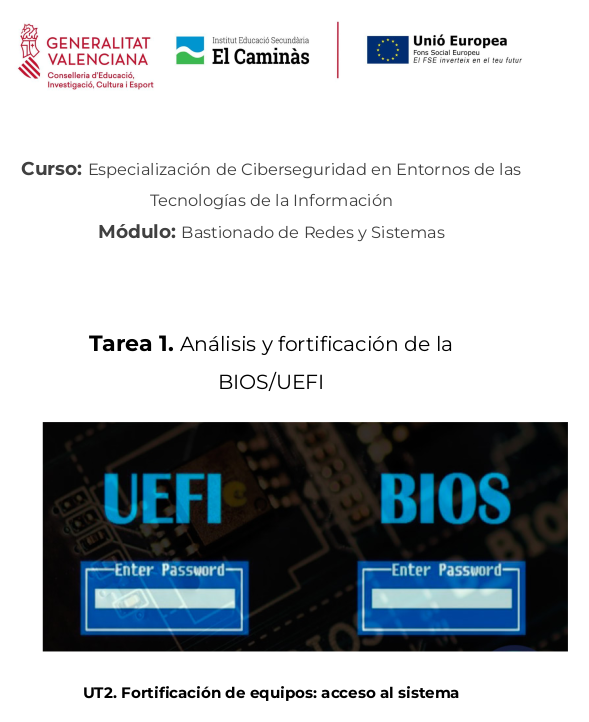 GENERALITAT
VALENCIANA
Conselleria d'Educació,
Investigació, Cultura i Esport
Institut Educació Secundària
El Caminàs
Unió Europea
Fons Social Europeu
El FSE inverteix en el teu futur
Curso: Especialización de Ciberseguridad en Entornos de las
Tecnologías de la Información
Módulo: Bastionado de Redes y Sistemas
Tarea 1. Análisis y fortificación de la
BIOS/UEFI
UEFI BIOS
Enter Password Enter Password
UT2. Fortificación de equipos: acceso al sistema